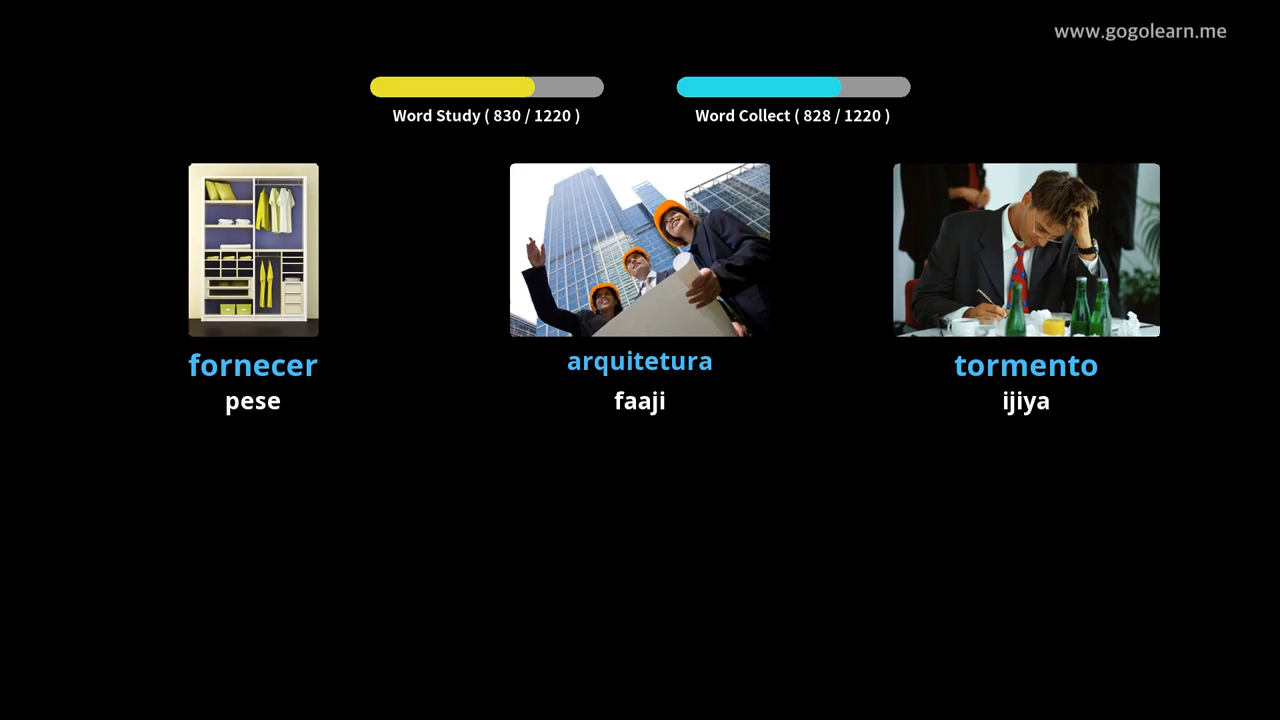 www.gogolearn.me
Word Study ( 830 / 1220 )
Word Collect ( 828 / 1220 )
fornecer
pese
arquitetura
faaji
tormento
ijiya